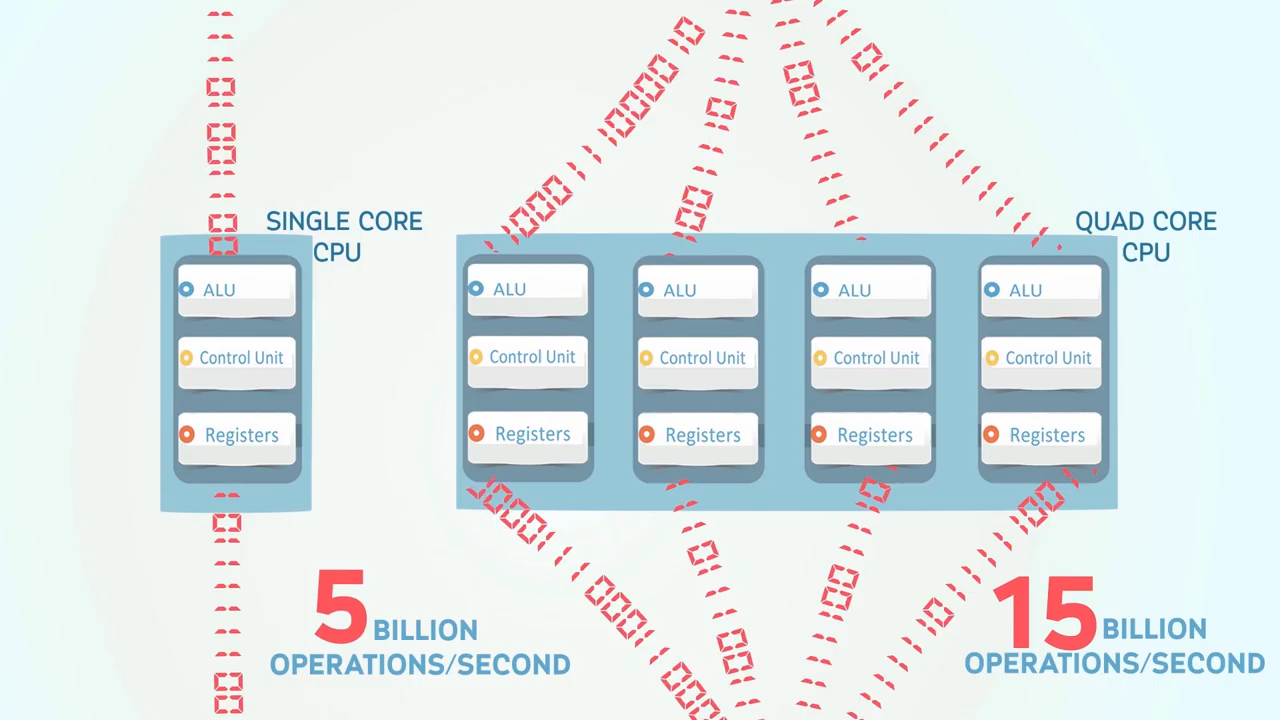 SINGLE CORE
CPU
ALU
Control Unit
Registers
5 BILLION
OPERATIONS/SECOND
QUAD CORE
CPU
ALU
Control Unit
Registers
ALU
Control Unit
Registers
ALU
Control Unit
Registers
ALU
Control Unit
Registers
15 BILLION
OPERATIONS/SECOND